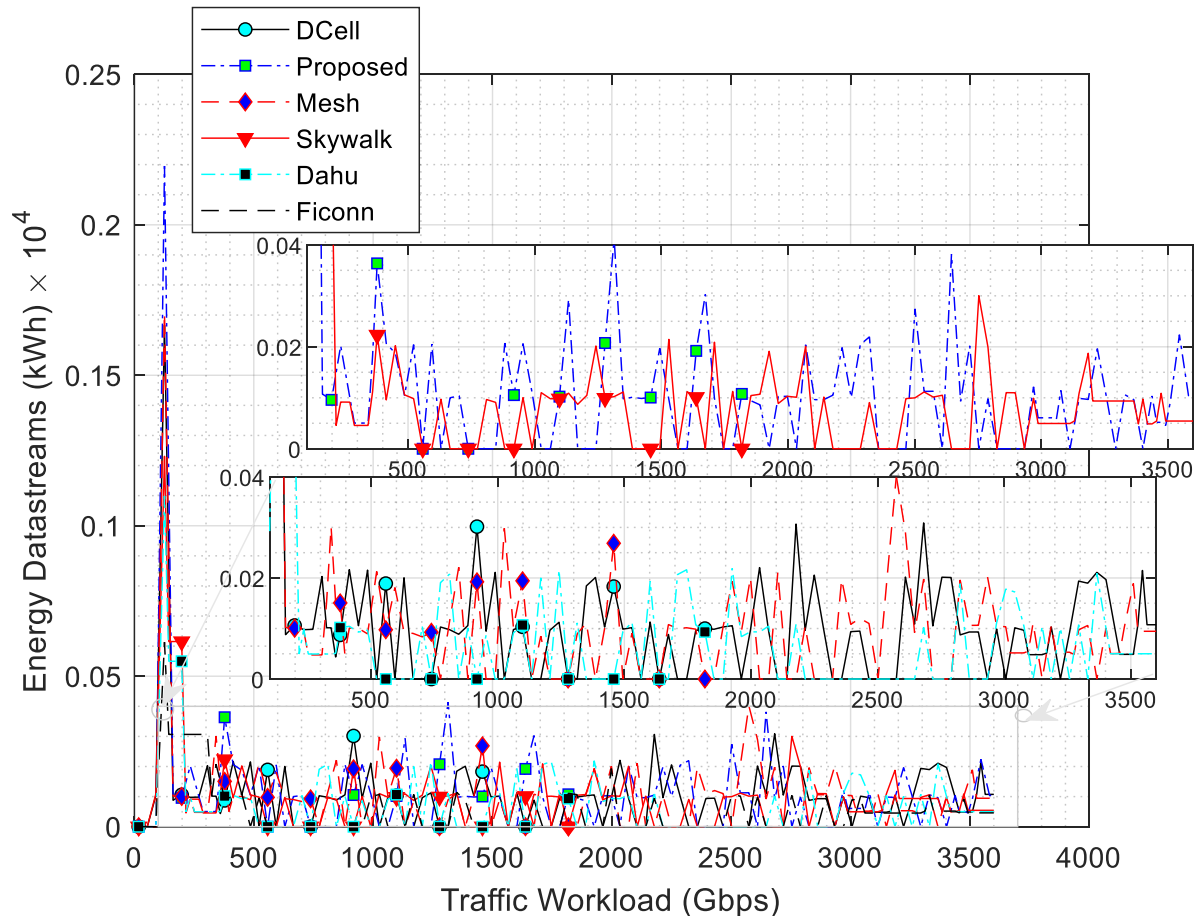 DCell
Proposed
Mesh
Skywalk
Dahu
Ficonn
0.25
0.2
0.15
0.1
0.05
0
Energy Datastreams (kWh) × 10^4
0.04
0.02
0
500 1000 1500 2000 2500 3000 3500
0.04
0.02
0
500 1000 1500 2000 2500 3000 3500
0 500 1000 1500 2000 2500 3000 3500 4000
Traffic Workload (Gbps)